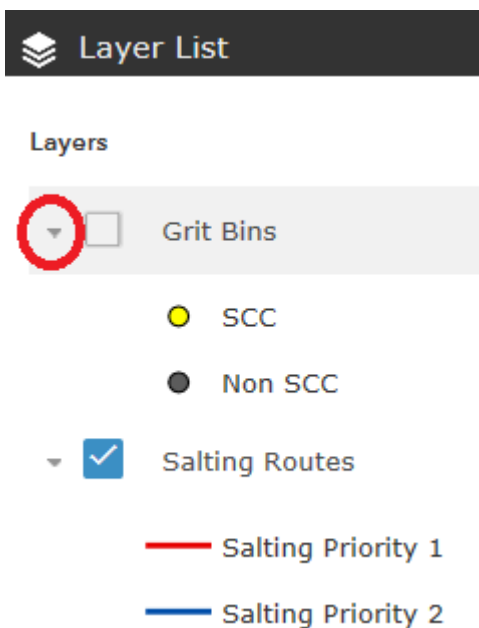 Layer List
Layers
Grit Bins
SCC
Non SCC
Salting Routes
Salting Priority 1
Salting Priority 2